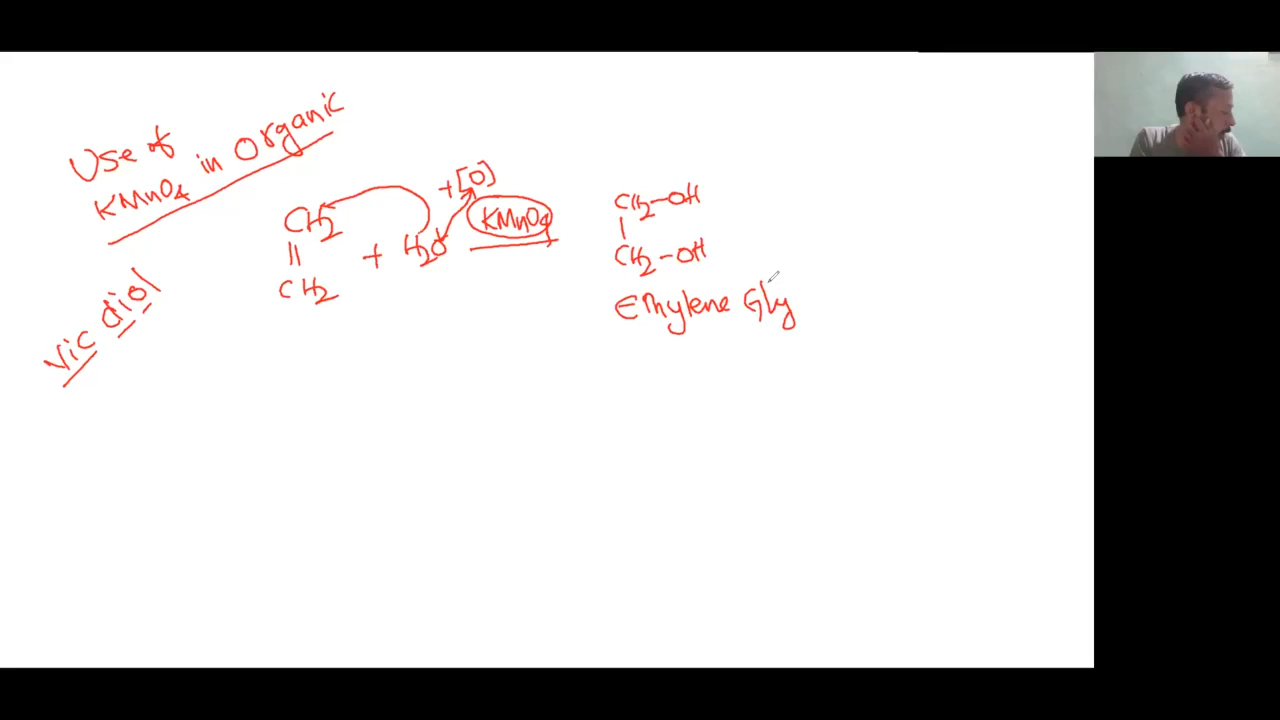 Use of
KMnO4 in Organic
Vic diol
CH2
||
CH2
+ H2O
+[O]
KMnO4
CH2-OH
|
CH2-OH
Ethylene Gly